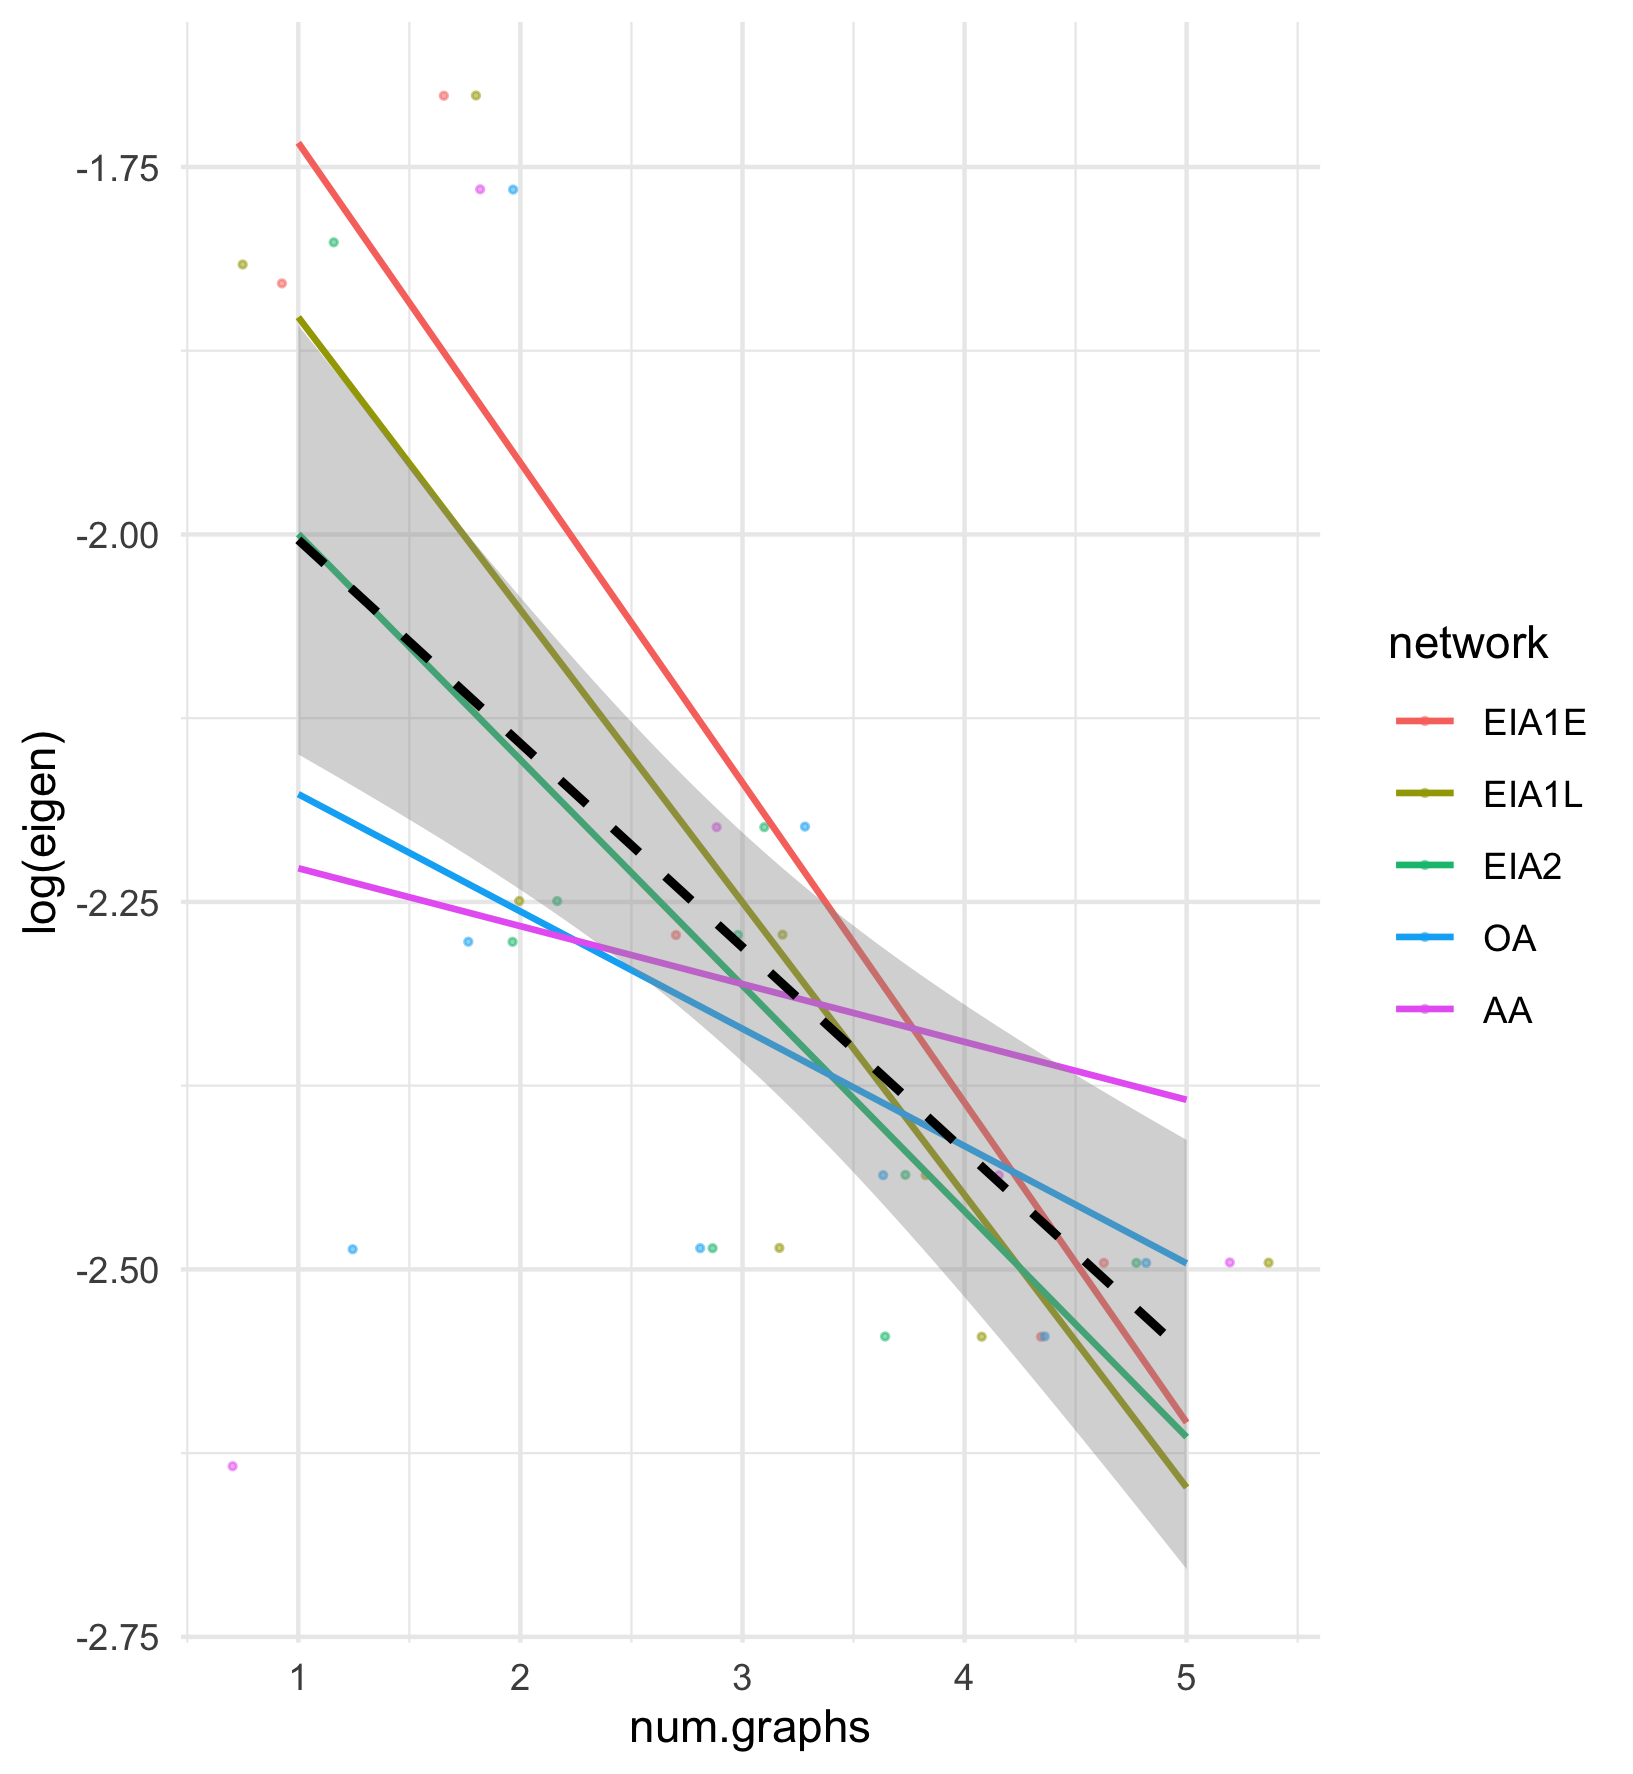 -1.75
-2.00
-2.25
-2.50
-2.75
log(eigen)
1 2 3 4 5
num.graphs
network
EIA1E
EIA1L
EIA2
OA
AA